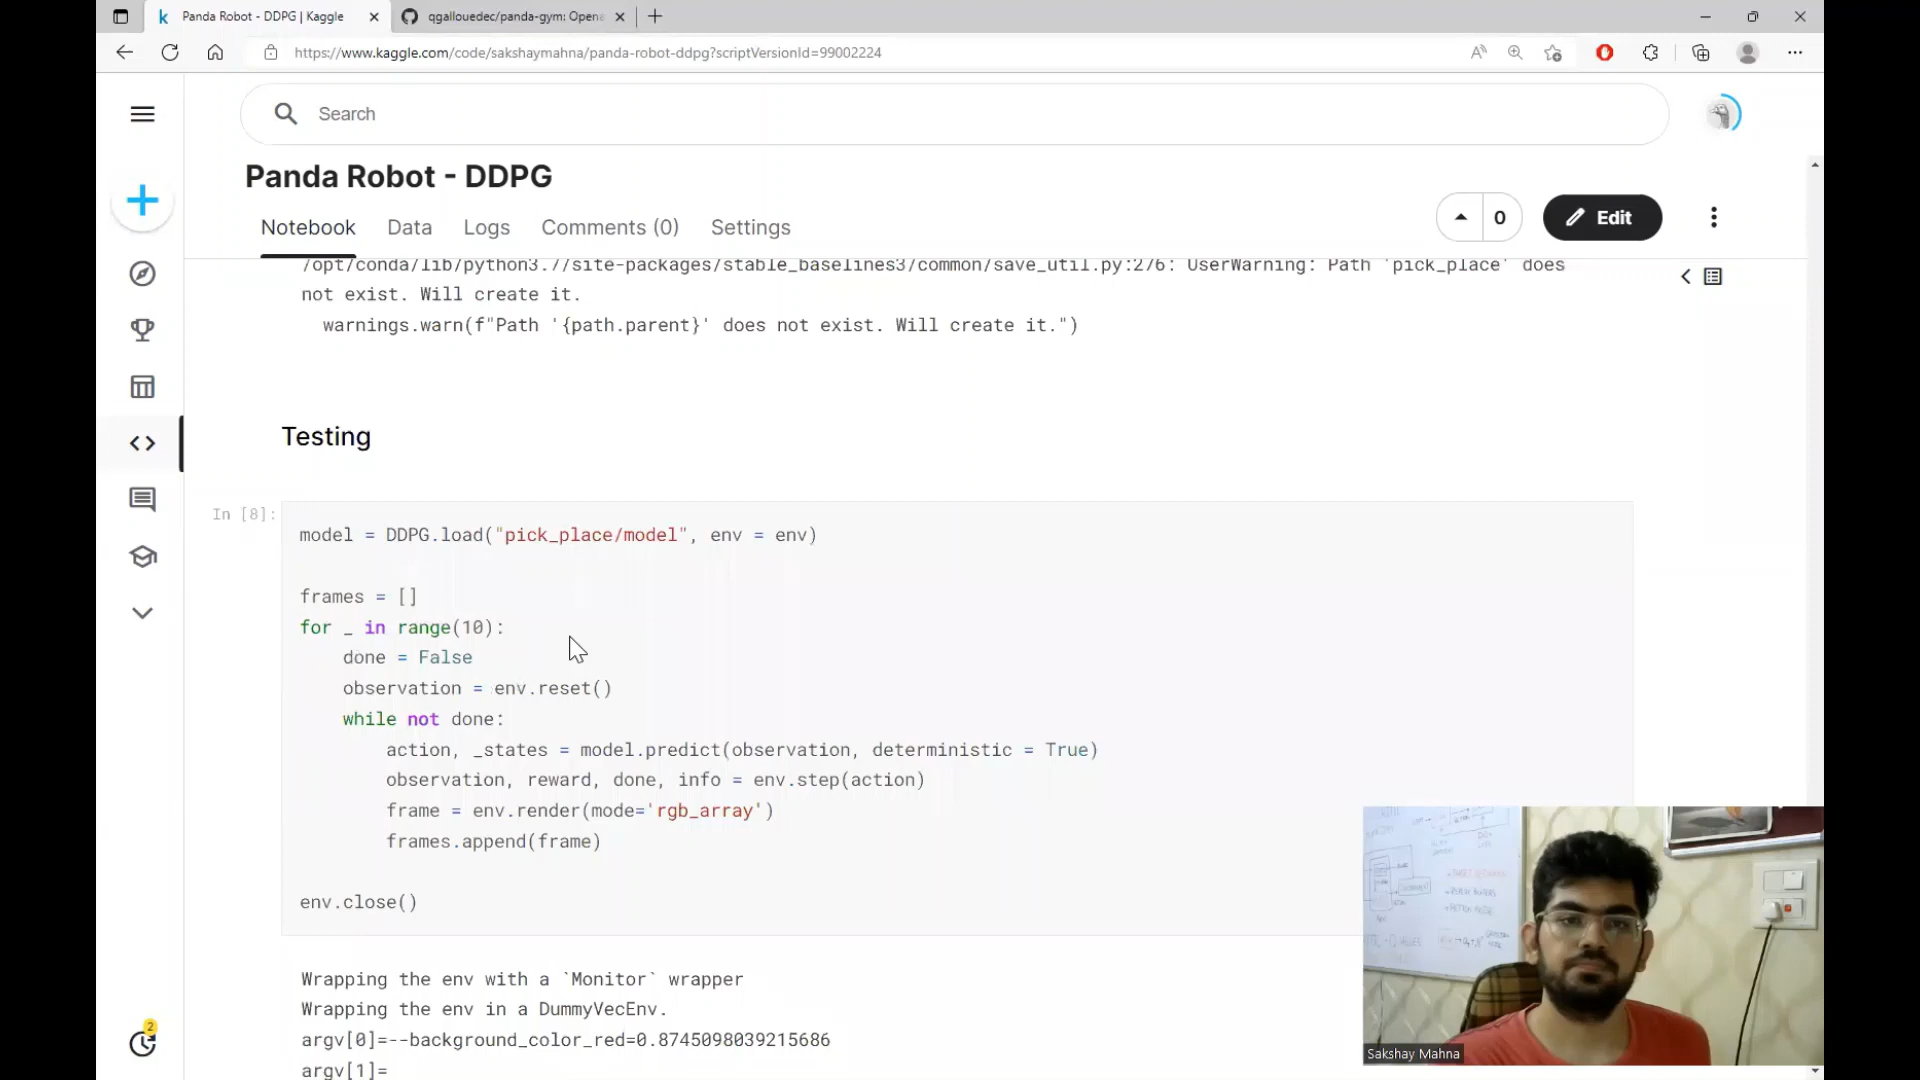 Panda Robot - DDPG | Kaggle
qgallouedec/panda-gym: Opena
https://www.kaggle.com/code/sakshaymahna/panda-robot-ddpg?scriptVersionId=99002224
Search
Panda Robot - DDPG
Notebook
Data
Logs
Comments (0)
Settings
0
Edit
/opt/conda/lib/python3.7/site-packages/stable_baselines3/common/save_util.py:276: UserWarning: Path 'pick_place' does
not exist. Will create it.
warnings.warn(f"Path '{path.parent}' does not exist. Will create it.")
Testing
In [8]:
model = DDPG.load("pick_place/model", env = env)
frames = []
for _ in range(10):
done = False
observation = env.reset()
while not done:
action, _states = model.predict(observation, deterministic = True)
observation, reward, done, info = env.step(action)
frame = env.render(mode='rgb_array')
frames.append(frame)
env.close()
Wrapping the env with a `Monitor` wrapper
Wrapping the env in a DummyVecEnv.
argv[0]=--background_color_red=0.8745098039215686
argv[1]=
2
Sakshay Mahna